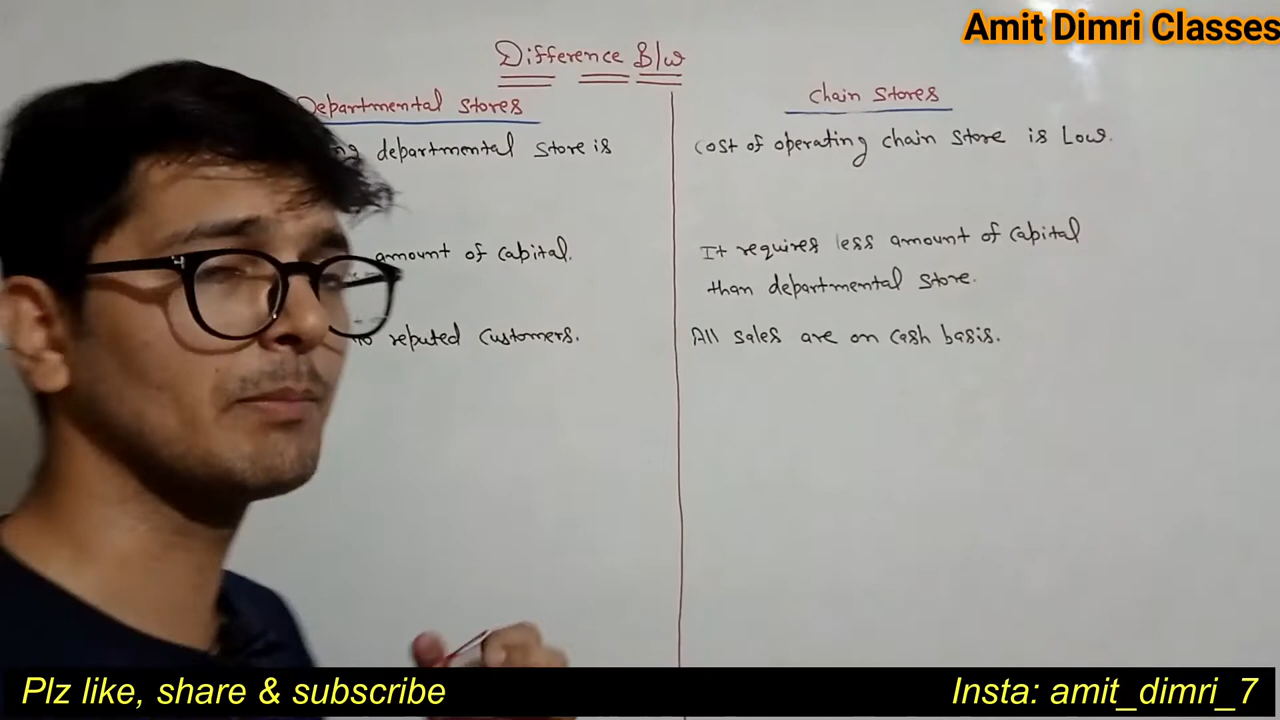 Amit Dimri Classes
Difference B/w
Departmental Stores
Chain Stores
departmental store is
amount of capital.
reputed customers.
Cost of operating chain store is Low.
It requires less amount of capital
than departmental store.
All sales are on cash basis.
Plz like, share & subscribe
Insta: amit_dimri_7